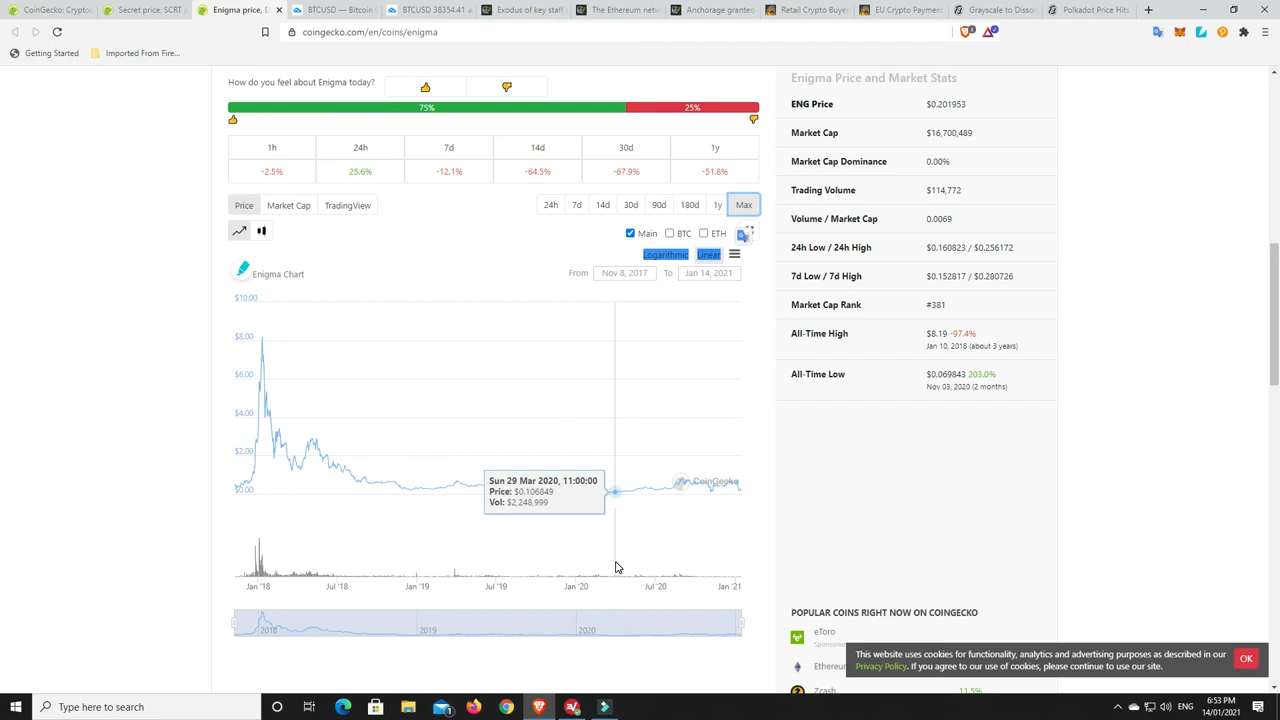 CoinGecko: Cryptoc
Secret price, SCRT p
Enigma price, E
BTCUSD — Bitcoin
BTCUSD 38354.41
Exodus of key staff
The Ethereum netw
Anchorage granted
Retail Crypto Buyer
EU Crypto Payment
Grayscale to Dissol
Polkadot Price Hits
coingecko.com/en/coins/enigma
Getting Started
Imported From Fire...
How do you feel about Enigma today?
75%
25%
1h 24h 7d 14d 30d 1y
-2.5% 25.6% -12.1% -64.5% -67.9% -51.8%
Price Market Cap TradingView
24h 7d 14d 30d 90d 180d 1y Max
Main BTC ETH
Logarithmic Linear
Enigma Chart
From Nov 8, 2017 To Jan 14, 2021
$10.00
$8.00
$6.00
$4.00
$2.00
$0.00
Sun 29 Mar 2020, 11:00:00
Price: $0.106849
Vol: $2,248,999
CoinGecko
Jan '18 Jul '18 Jan '19 Jul '19 Jan '20 Jul '20 Jan '21
2018 2019 2020
Enigma Price and Market Stats
ENG Price $0.201953
Market Cap $16,700,489
Market Cap Dominance 0.00%
Trading Volume $114,772
Volume / Market Cap 0.0069
24h Low / 24h High $0.160823 / $0.256172
7d Low / 7d High $0.152817 / $0.280726
Market Cap Rank #381
All-Time High $8.19 -97.4%
Jan 10, 2018 (about 3 years)
All-Time Low $0.069843 203.0%
Nov 03, 2020 (2 months)
POPULAR COINS RIGHT NOW ON COINGECKO
eToro
Sponsored
Ethereum
Zcash 11.5%
This website uses cookies for functionality, analytics and advertising purposes as described in our
Privacy Policy. If you agree to our use of cookies, please continue to use our site.
OK
Type here to search
ENG
6:53 PM
14/01/2021